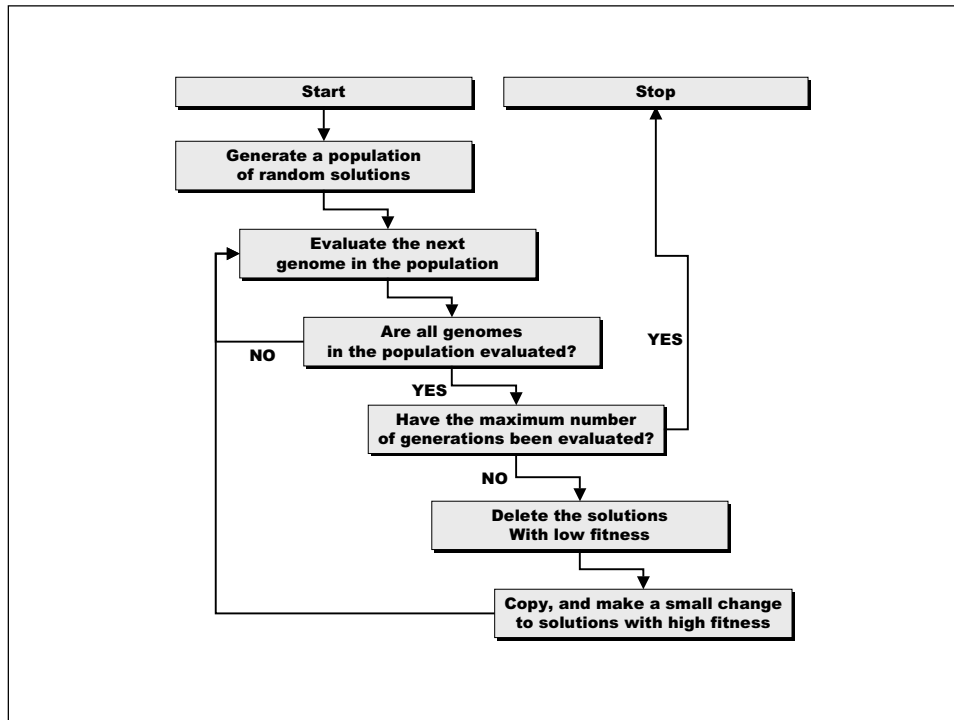 Start
Stop
Generate a population
of random solutions
Evaluate the next
genome in the population
Are all genomes
in the population evaluated?
NO
YES
YES
Have the maximum number
of generations been evaluated?
NO
Delete the solutions
With low fitness
Copy, and make a small change
to solutions with high fitness